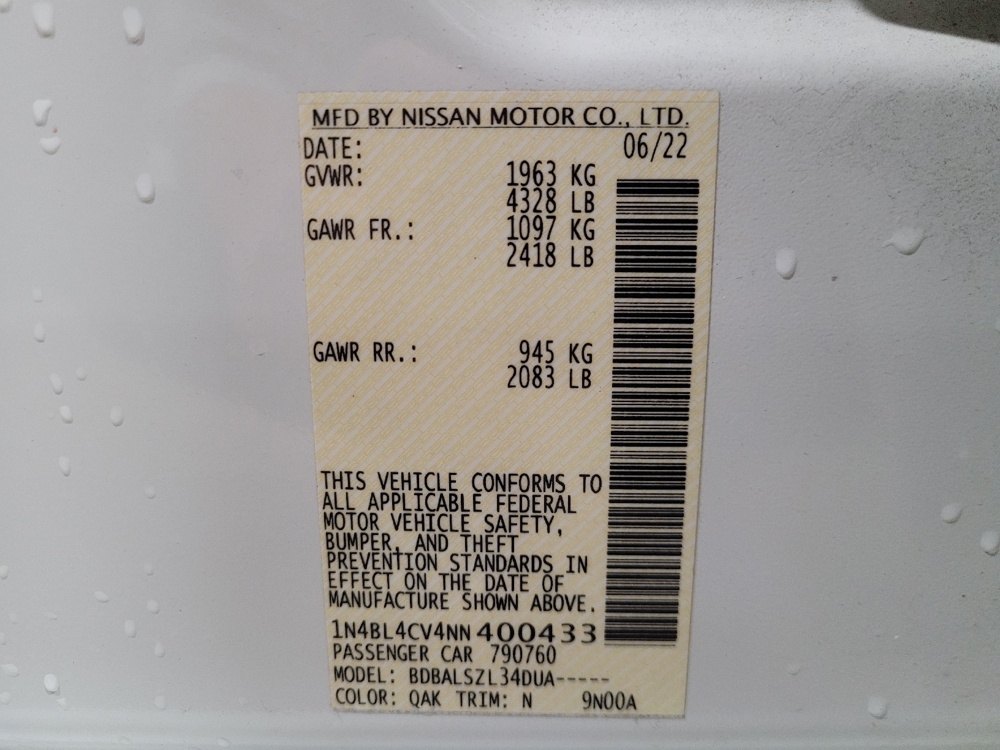 MFD BY NISSAN MOTOR CO., LTD.
DATE: 06/22
GVWR: 1963 KG
4328 LB
GAWR FR.: 1097 KG
2418 LB
GAWR RR.: 945 KG
2083 LB
THIS VEHICLE CONFORMS TO
ALL APPLICABLE FEDERAL
MOTOR VEHICLE SAFETY,
BUMPER, AND THEFT
PREVENTION STANDARDS IN
EFFECT ON THE DATE OF
MANUFACTURE SHOWN ABOVE.
1N4BL4CV4NN400433
PASSENGER CAR 790760
MODEL: BDBALSZL34DUA-----
COLOR: QAK TRIM: N 9N00A